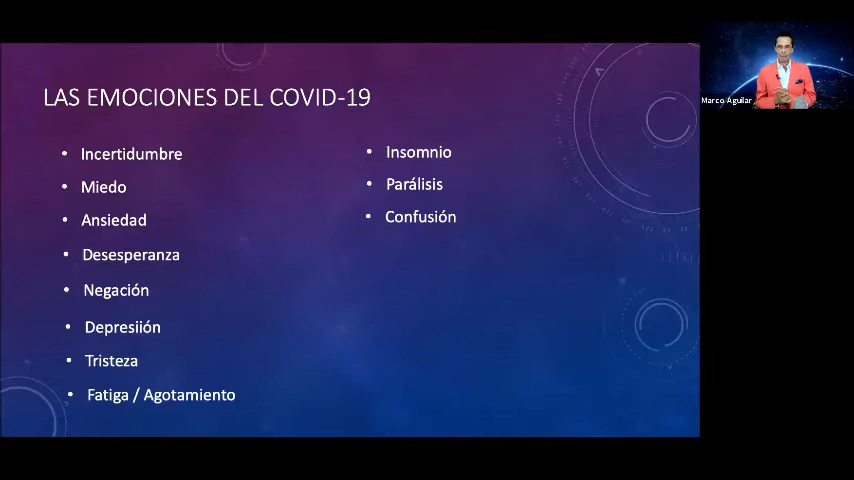 LAS EMOCIONES DEL COVID-19
• Incertidumbre
• Miedo
• Ansiedad
• Desesperanza
• Negación
• Depresiión
• Tristeza
• Fatiga / Agotamiento
• Insomnio
• Parálisis
• Confusión
Marco Aguilar